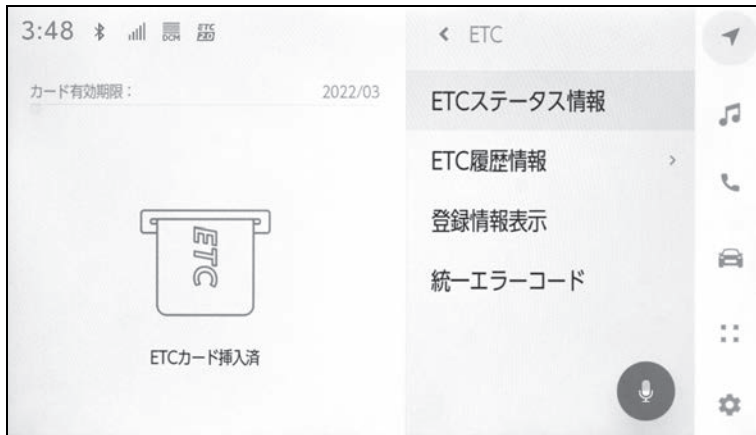 3:48
DCM
ETC
カード有効期限：
2022/03
ETC
ETCカード挿入済
ETC
ETCステータス情報
ETC履歴情報
登録情報表示
統一エラーコード